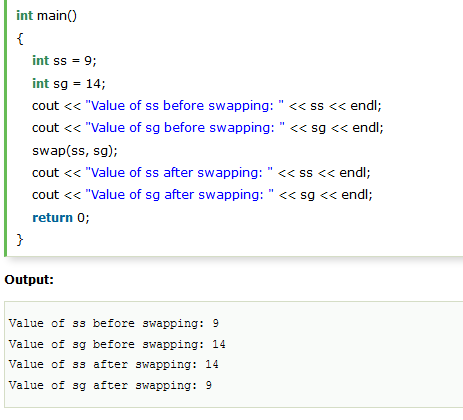 int main()
{
int ss = 9;
int sg = 14;
cout << "Value of ss before swapping: " << ss << endl;
cout << "Value of sg before swapping: " << sg << endl;
swap(ss, sg);
cout << "Value of ss after swapping: " << ss << endl;
cout << "Value of sg after swapping: " << sg << endl;
return 0;
}
Output:
Value of ss before swapping: 9
Value of sg before swapping: 14
Value of ss after swapping: 14
Value of sg after swapping: 9